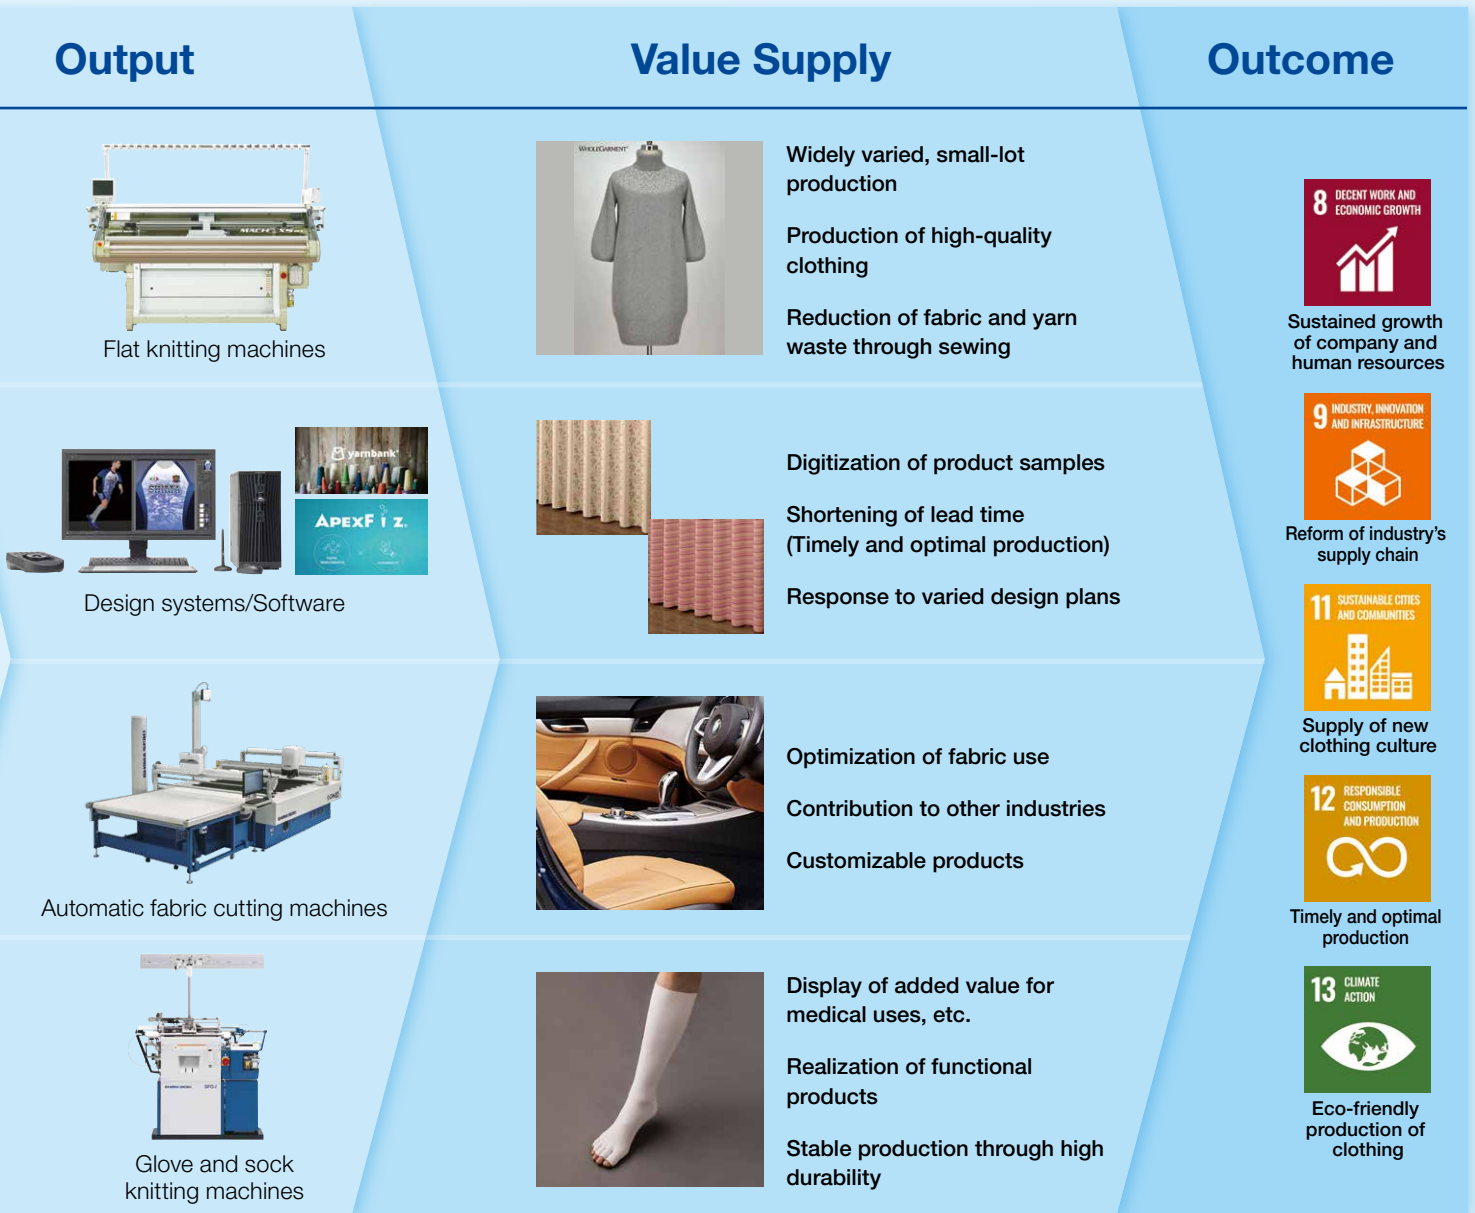 Output
Value Supply
Outcome
WHOLEGARMENT®
Widely varied, small-lot
production
Production of high-quality
clothing
Reduction of fabric and yarn
waste through sewing
Flat knitting machines
8 DECENT WORK AND
ECONOMIC GROWTH
Sustained growth
of company and
human resources
yarnbank
APEXFiz.
Design systems/Software
Digitization of product samples
Shortening of lead time
(Timely and optimal production)
Response to varied design plans
9 INDUSTRY, INNOVATION
AND INFRASTRUCTURE
Reform of industry’s
supply chain
11 SUSTAINABLE CITIES
AND COMMUNITIES
Supply of new
clothing culture
Automatic fabric cutting machines
Optimization of fabric use
Contribution to other industries
Customizable products
12 RESPONSIBLE
CONSUMPTION
AND PRODUCTION
Timely and optimal
production
Glove and sock
knitting machines
Display of added value for
medical uses, etc.
Realization of functional
products
Stable production through high
durability
13 CLIMATE
ACTION
Eco-friendly
production of
clothing